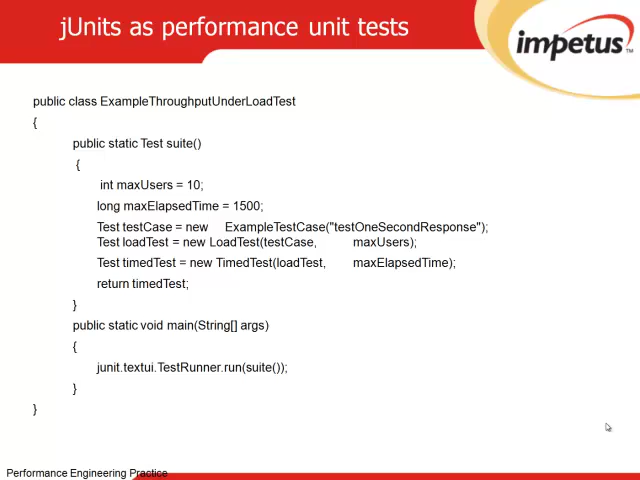 jUnits as performance unit tests
impetus™
public class ExampleThroughputUnderLoadTest
{
public static Test suite()
{
int maxUsers = 10;
long maxElapsedTime = 1500;
Test testCase = new ExampleTestCase("testOneSecondResponse");
Test loadTest = new LoadTest(testCase, maxUsers);
Test timedTest = new TimedTest(loadTest, maxElapsedTime);
return timedTest;
}
public static void main(String[] args)
{
junit.textui.TestRunner.run(suite());
}
}
Performance Engineering Practice